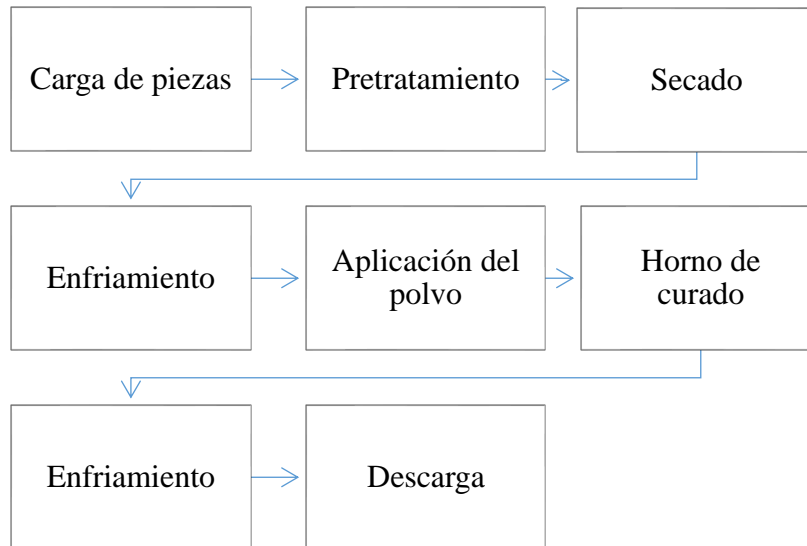 Carga de piezas
Pretratamiento
Secado
Enfriamiento
Aplicación del
polvo
Horno de
curado
Enfriamiento
Descarga